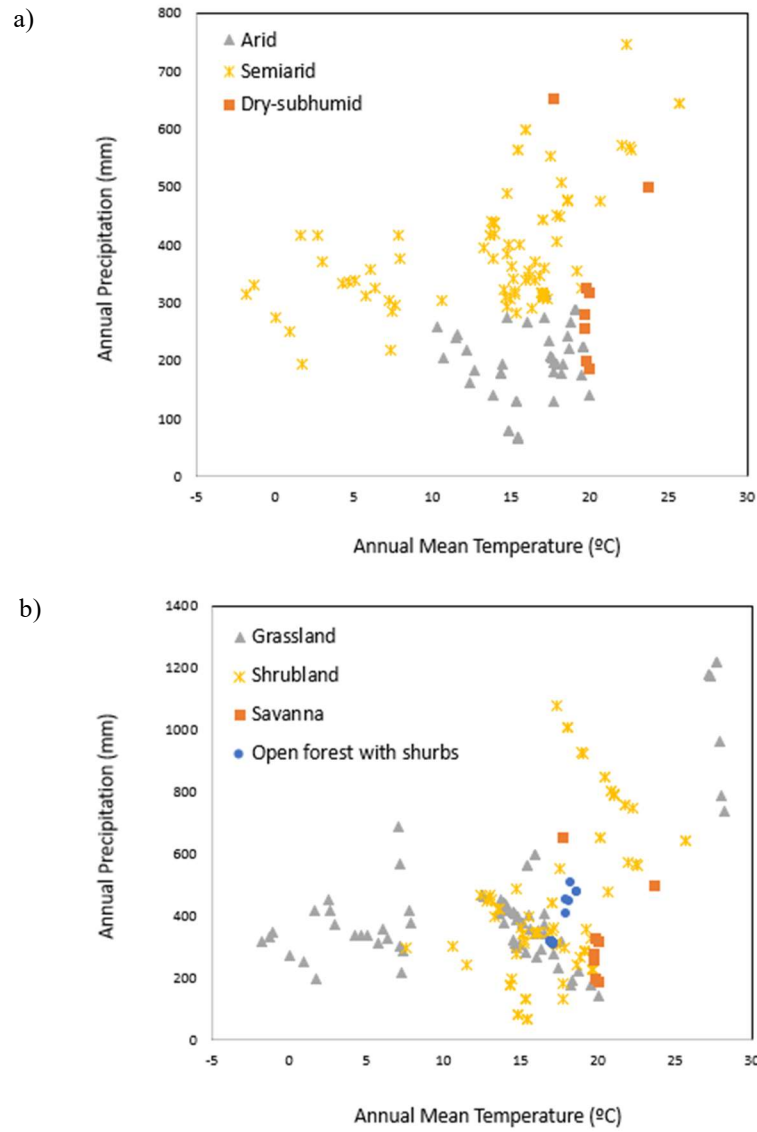 a)
800
700
600
500
400
300
200
100
0
Annual Precipitation (mm)
Arid
Semiarid
Dry-subhumid
-5 0 5 10 15 20 25 30
Annual Mean Temperature (ºC)
b)
1400
1200
1000
800
600
400
200
0
Annual Precipitation (mm)
Grassland
Shrubland
Savanna
Open forest with shurbs
-5 0 5 10 15 20 25 30
Annual Mean Temperature (ºC)